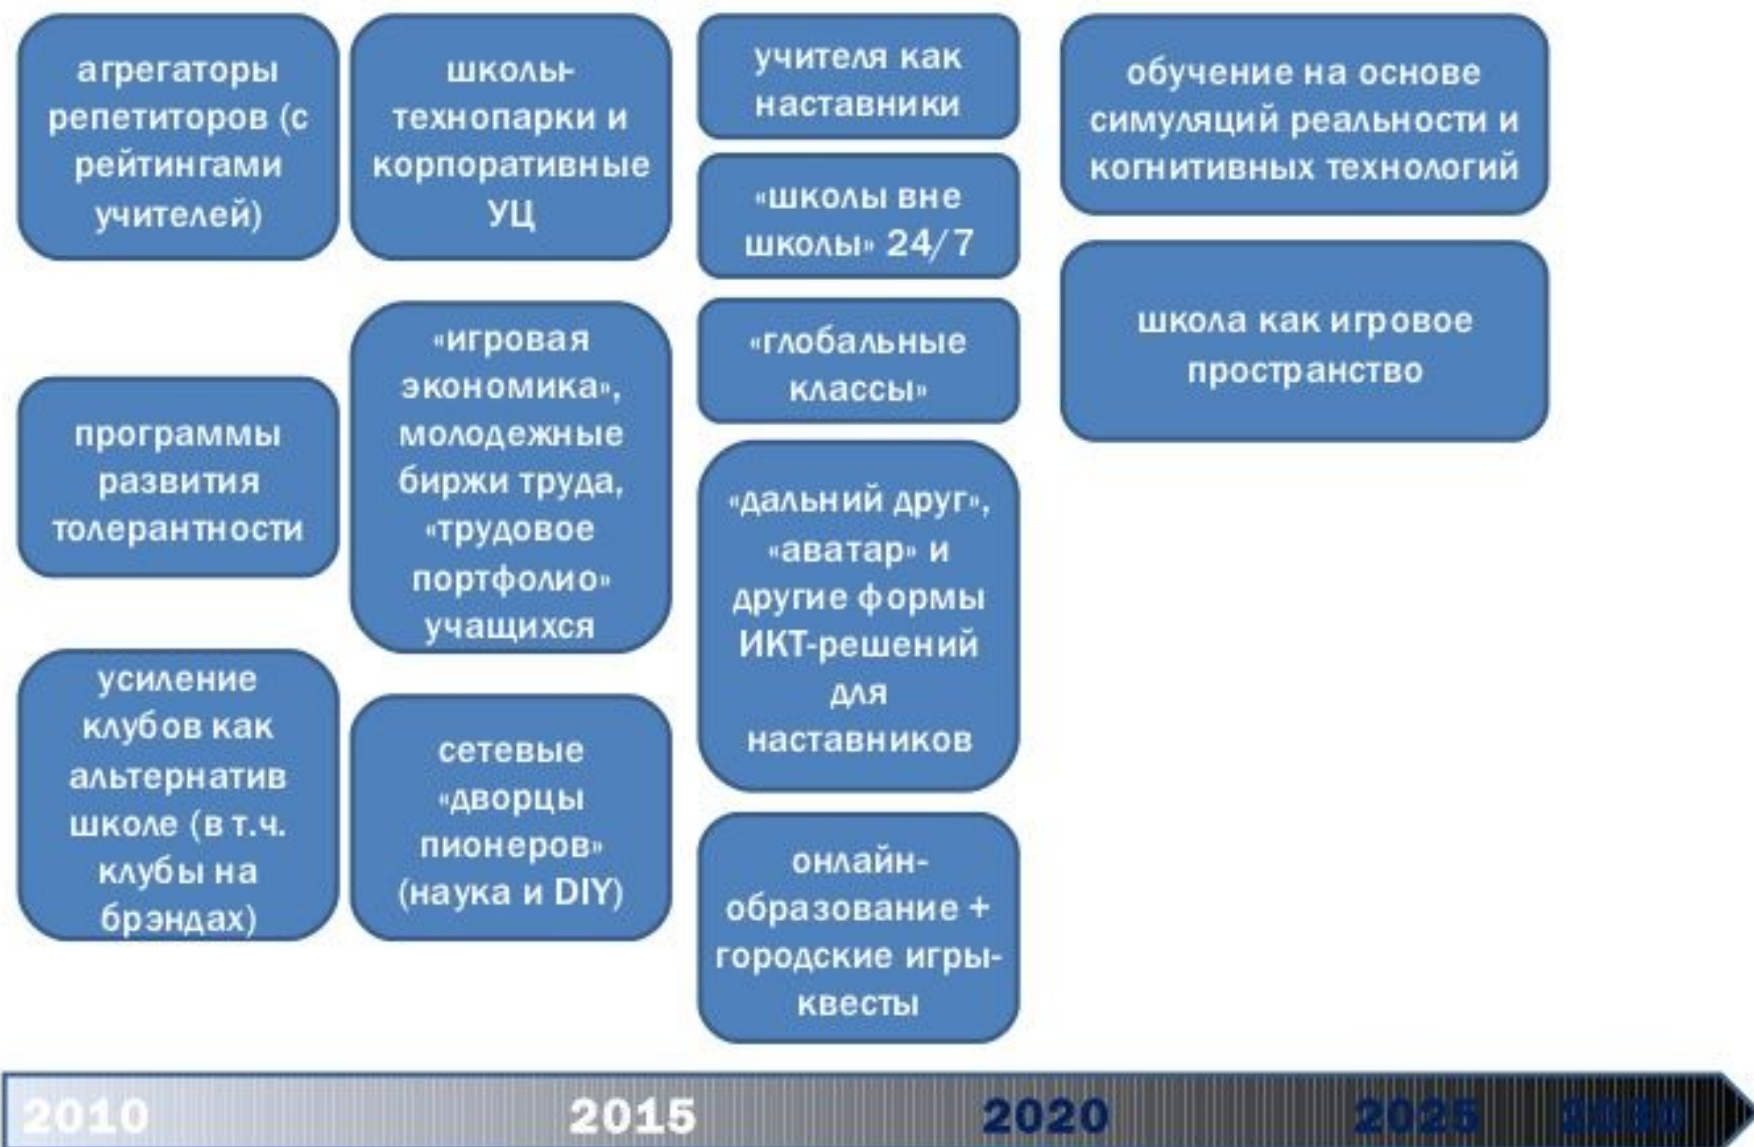 агрегаторы
репетиторов (с
рейтингами
учителей)
программы
развития
толерантности
усиление
клубов как
альтернатив
школе (в т.ч.
клубы на
брэндах)
школы-
технопарки и
корпоративные
УЦ
«игровая
экономика»,
молодежные
биржи труда,
«трудовое
портфолио»
учащихся
сетевые
«дворцы
пионеров»
(наука и DIY)
учителя как
наставники
«школы вне
школы» 24/7
«глобальные
классы»
«дальний друг»,
«аватар» и
другие формы
ИКТ-решений
для
наставников
онлайн-
образование +
городские игры-
квесты
обучение на основе
симуляций реальности и
когнитивных технологий
школа как игровое
пространство
2010 2015 2020 2025 2030